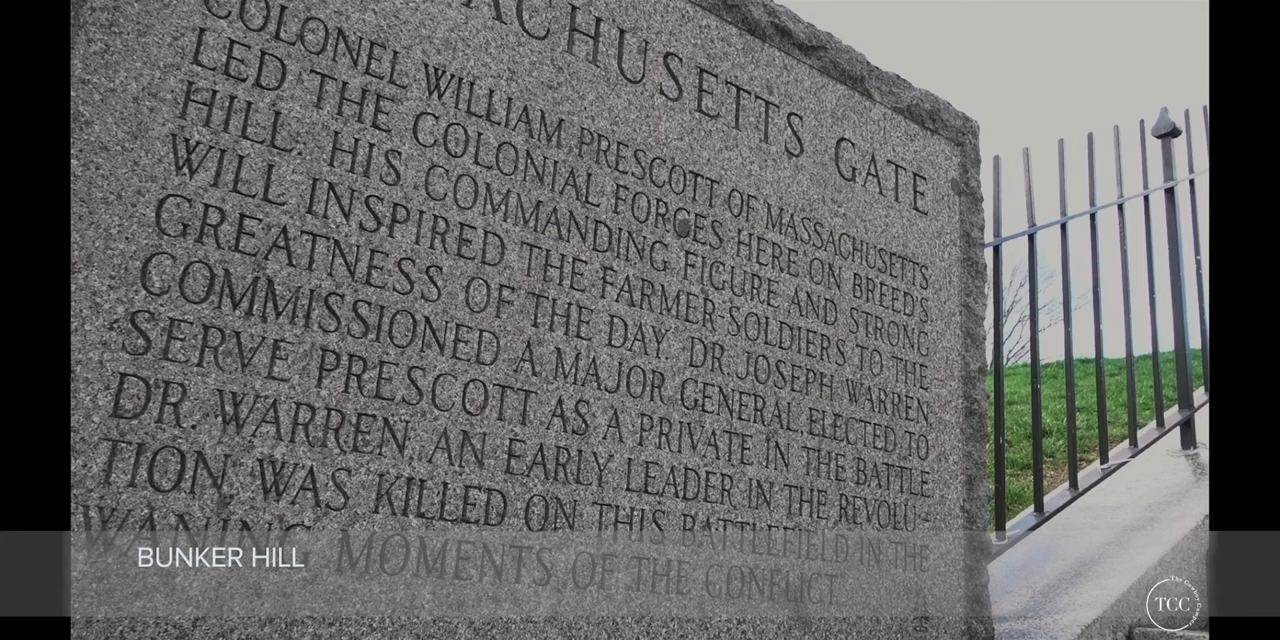 ACHUSETTS GATE
COLONEL WILLIAM PRESCOTT OF MASSACHUSETTS
LED THE COLONIAL FORCES HERE ON BREED'S
HILL. HIS COMMANDING FIGURE AND STRONG
WILL INSPIRED THE FARMER-SOLDIERS TO THE
GREATNESS OF THE DAY. DR. JOSEPH WARREN
COMMISSIONED A MAJOR GENERAL, ELECTED TO
SERVE PRESCOTT AS A PRIVATE IN THE BATTLE
DR. WARREN, AN EARLY LEADER IN THE REVOLU-
TION WAS KILLED ON THIS BATTLEFIELD IN THE
WANING MOMENTS OF THE CONFLICT.
BUNKER HILL
The Cowboy Camper
TCC